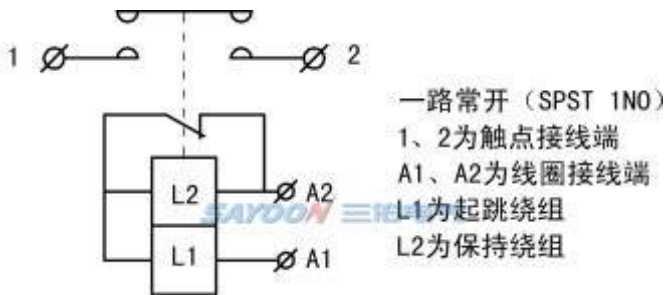 1
2
一路常开（SPST 1NO）
1、2为触点接线端
A1、A2为线圈接线端
L2 A2
SAYOON 三
L1为起跳绕组
L1 A1
L2为保持绕组